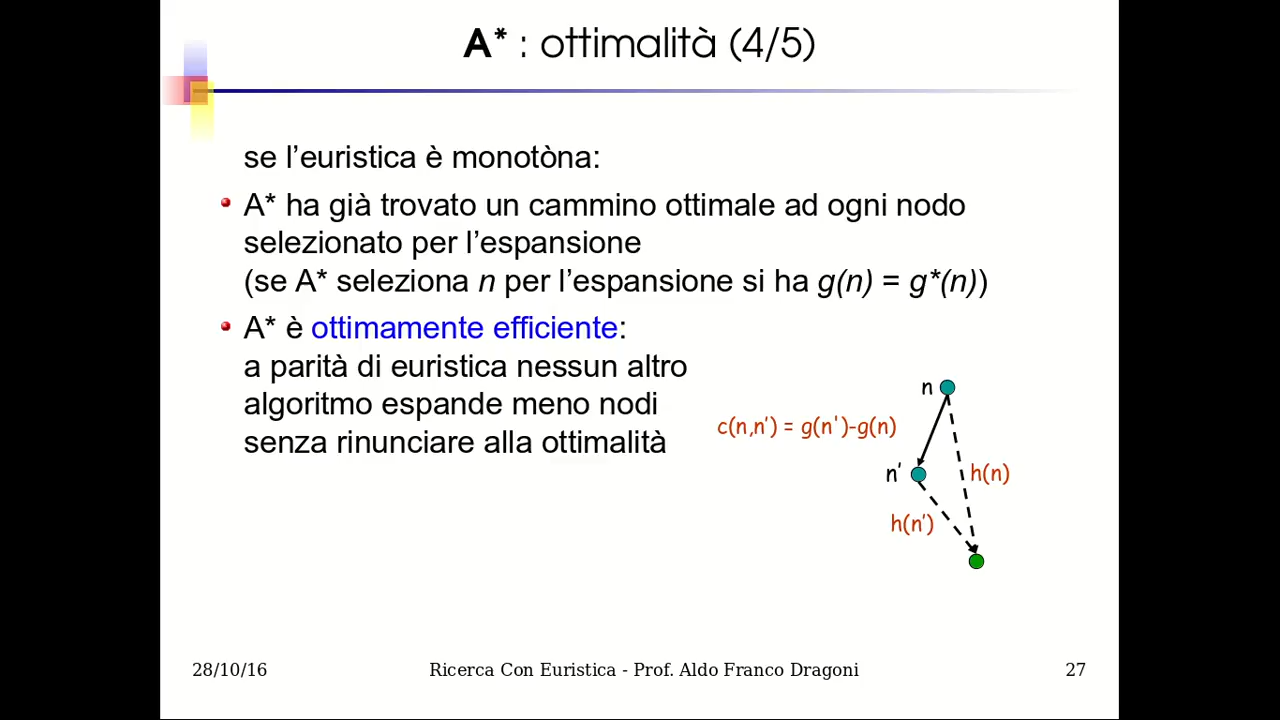 A* : ottimalità (4/5)
se l’euristica è monotòna:
A* ha già trovato un cammino ottimale ad ogni nodo
selezionato per l’espansione
(se A* seleziona n per l’espansione si ha g(n) = g*(n))
A* è ottimamente efficiente:
a parità di euristica nessun altro
algoritmo espande meno nodi
senza rinunciare alla ottimalità
n
c(n,n') = g(n')-g(n)
n'
h(n)
h(n')
28/10/16
Ricerca Con Euristica - Prof. Aldo Franco Dragoni
27